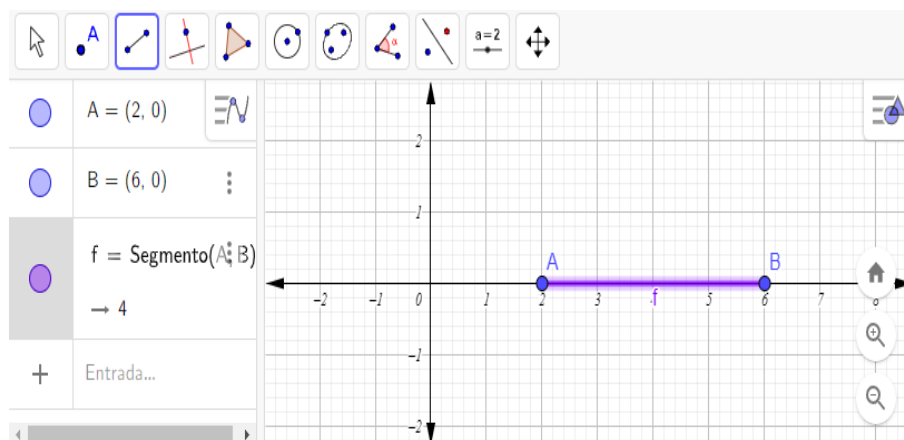 A
α
a=2
A = (2, 0)
B = (6, 0)
f = Segmento(A, B)
→ 4
+ Entrada...
2
1
A B
−2 −1 0 1 2 3 f 5 6 7 8
−1
−2